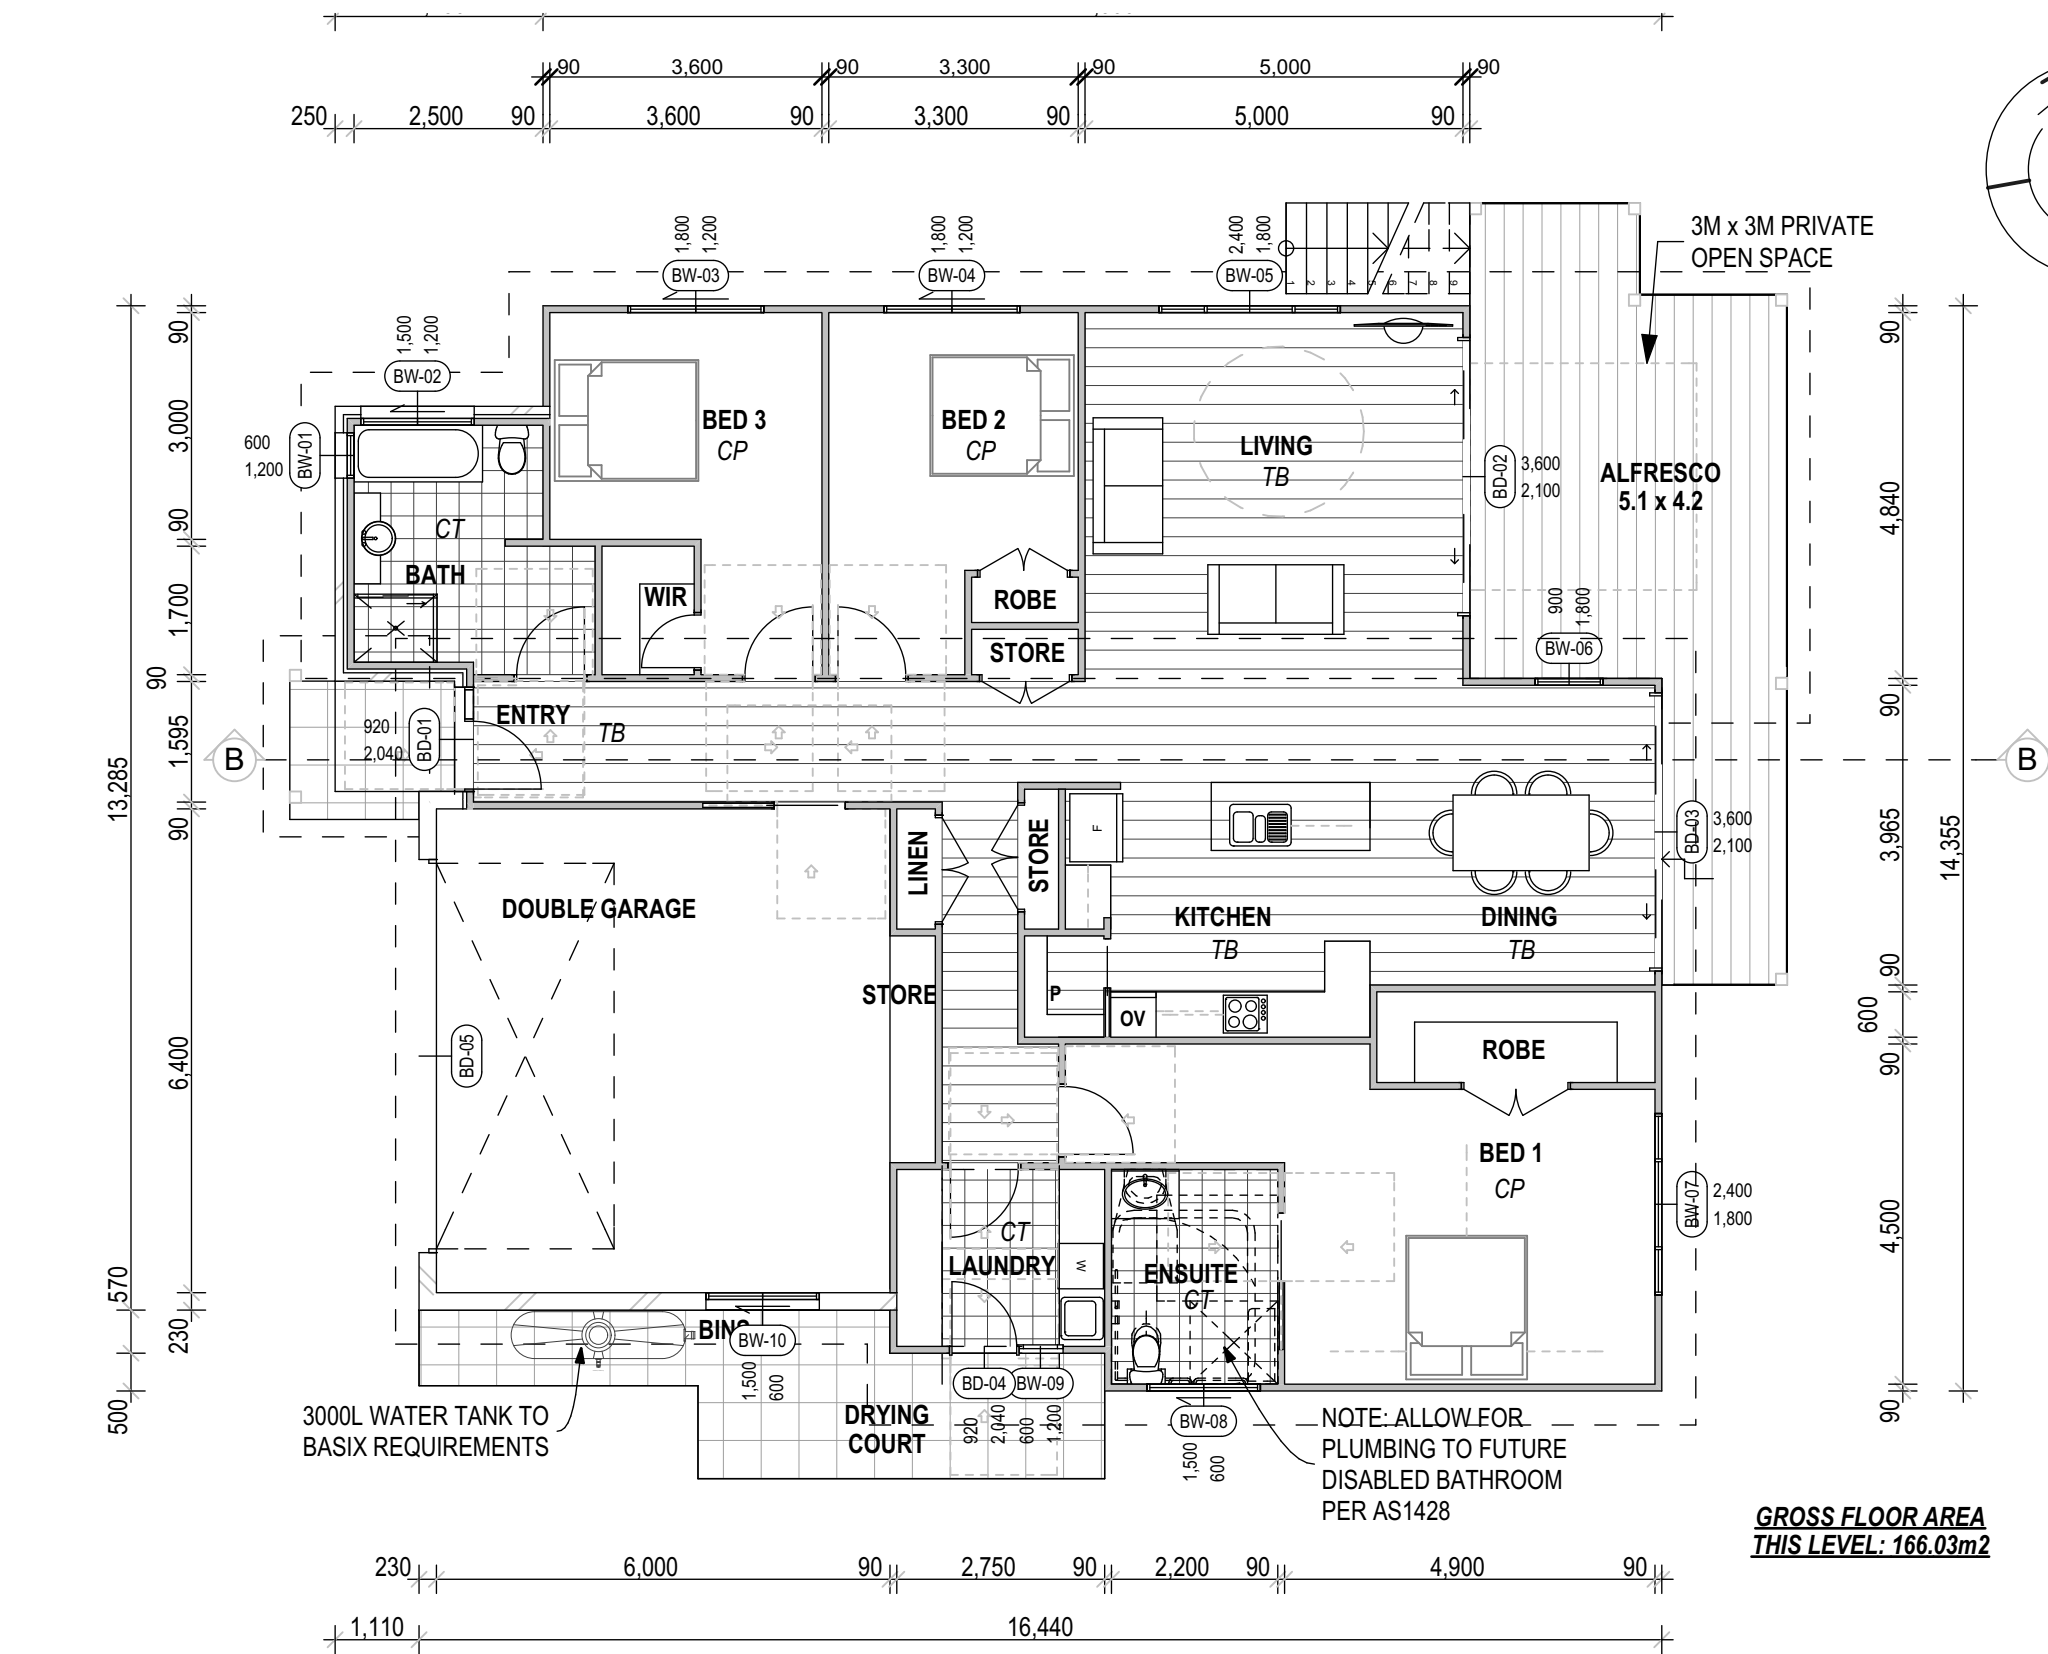 90 3,600 90 3,300 90 5,000 90
250 2,500 90 3,600 90 3,300 90 5,000 90
1,800
1,200
BW-03
1,800
1,200
BW-04
2,400
1,800
BW-05
1 2 3 4 5 6 7 8 9
3M x 3M PRIVATE
OPEN SPACE
1,500
1,200
BW-02
600
1,200
BW-01
BED 3
CP
BED 2
CP
LIVING
TB
BD-02
3,600
2,100
ALFRESCO
5.1 x 4.2
CT
BATH
WIR
ROBE
STORE
900
1,800
BW-06
ENTRY
TB
920
2,040
BD-01
B
B
90
3,000
90
1,700
90
1,595
90
6,400
230
13,285
570
500
90
4,840
90
3,965
90
600
90
4,500
90
14,355
LINEN
STORE
F
DOUBLE GARAGE
KITCHEN
TB
DINING
TB
BD-03
3,600
2,100
STORE
P
OV
BD-05
ROBE
BED 1
CP
BW-07
2,400
1,800
CT
LAUNDRY
W
ENSUITE
CT
BINS
BW-10
1,500
600
BD-04
BW-09
920
2,040
600
1,200
BW-08
1,500
600
3000L WATER TANK TO
BASIX REQUIREMENTS
DRYING
COURT
NOTE: ALLOW FOR
PLUMBING TO FUTURE
DISABLED BATHROOM
PER AS1428
GROSS FLOOR AREA
THIS LEVEL: 166.03m2
230 6,000 90 2,750 90 2,200 90 4,900 90
1,110 16,440